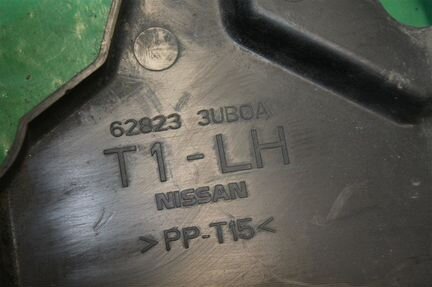 62823 3UB0A
T1-LH
NISSAN
>PP-T15<